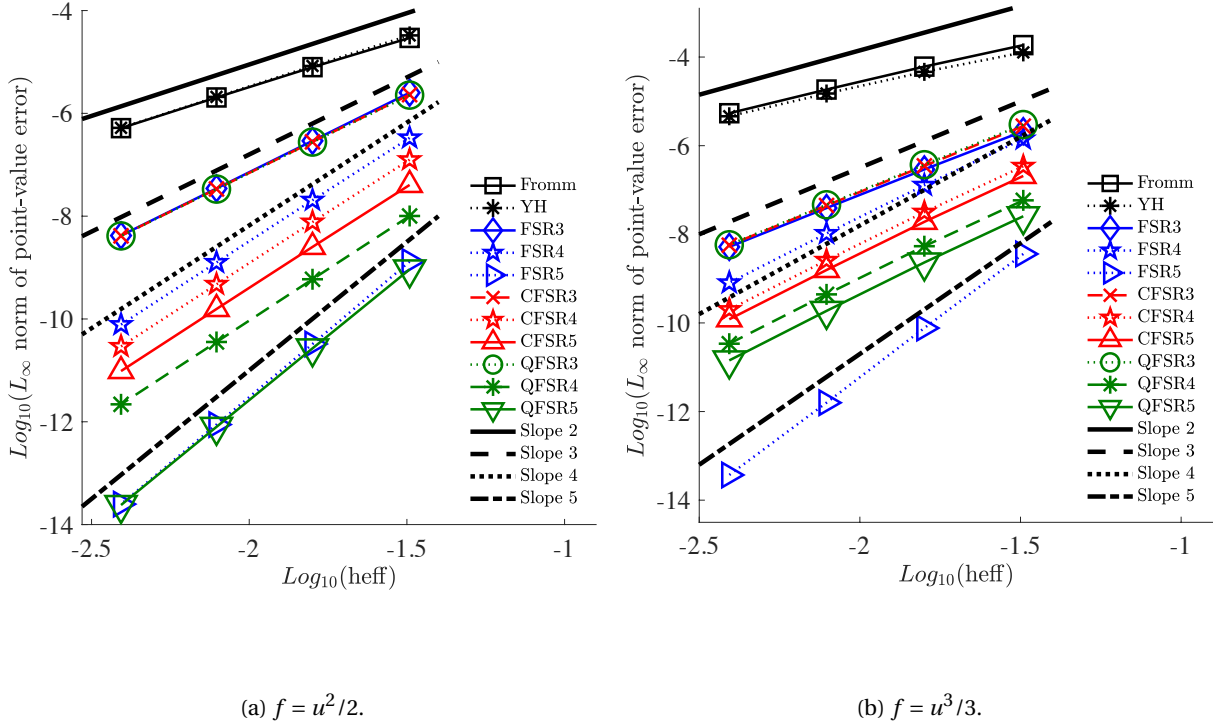 -4
-6
-8
-10
-12
-14
-2.5
-2
-1.5
-1
Log10(heff)
Log10(L∞ norm of point-value error)
Fromm
YH
FSR3
FSR4
FSR5
CFSR3
CFSR4
CFSR5
QFSR3
QFSR4
QFSR5
Slope 2
Slope 3
Slope 4
Slope 5
(a) f = u²/2.
-4
-6
-8
-10
-12
-14
-2.5
-2
-1.5
-1
Log10(heff)
Log10(L∞ norm of point-value error)
Fromm
YH
FSR3
FSR4
FSR5
CFSR3
CFSR4
CFSR5
QFSR3
QFSR4
QFSR5
Slope 2
Slope 3
Slope 4
Slope 5
(b) f = u³/3.